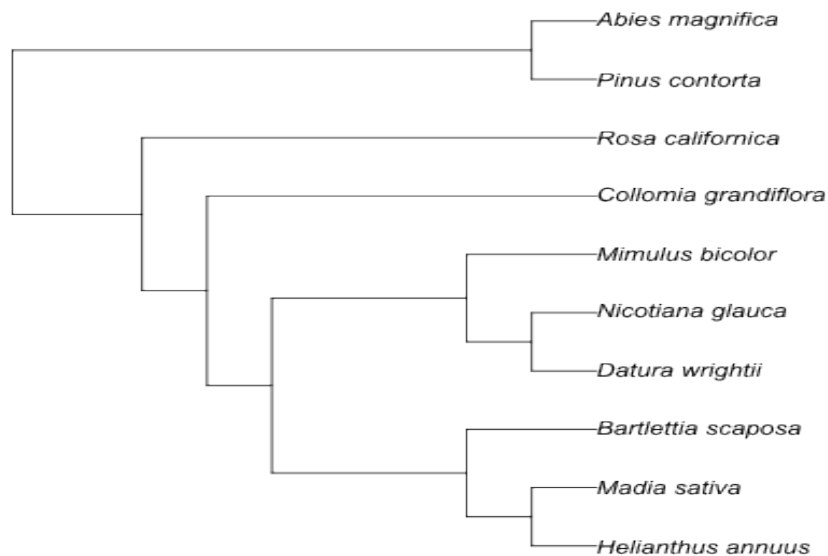 Abies magnifica
Pinus contorta
Rosa californica
Collomia grandiflora
Mimulus bicolor
Nicotiana glauca
Datura wrightii
Bartlettia scaposa
Madia sativa
Helianthus annuus